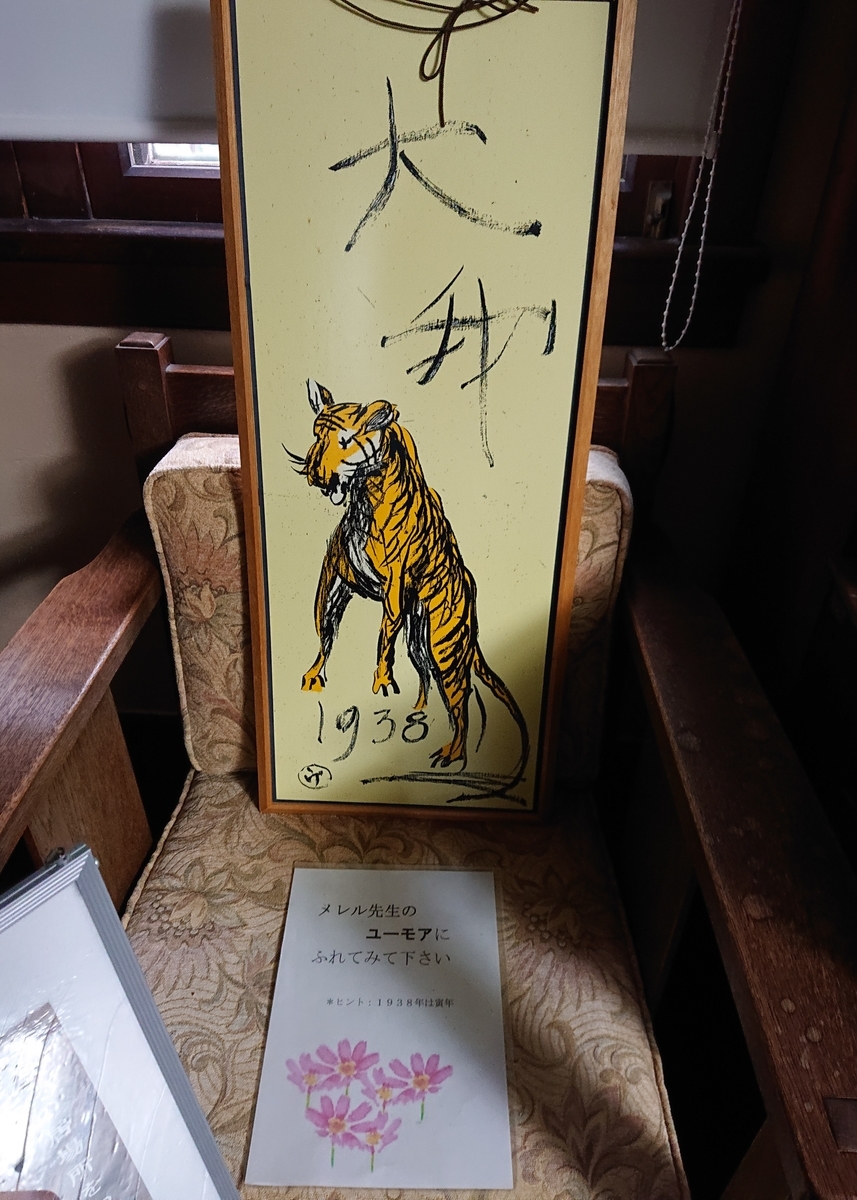 大
1938
メレル先生の
ユーモアに
ふれてみて下さい
＊ヒント：１９３８年は寅年